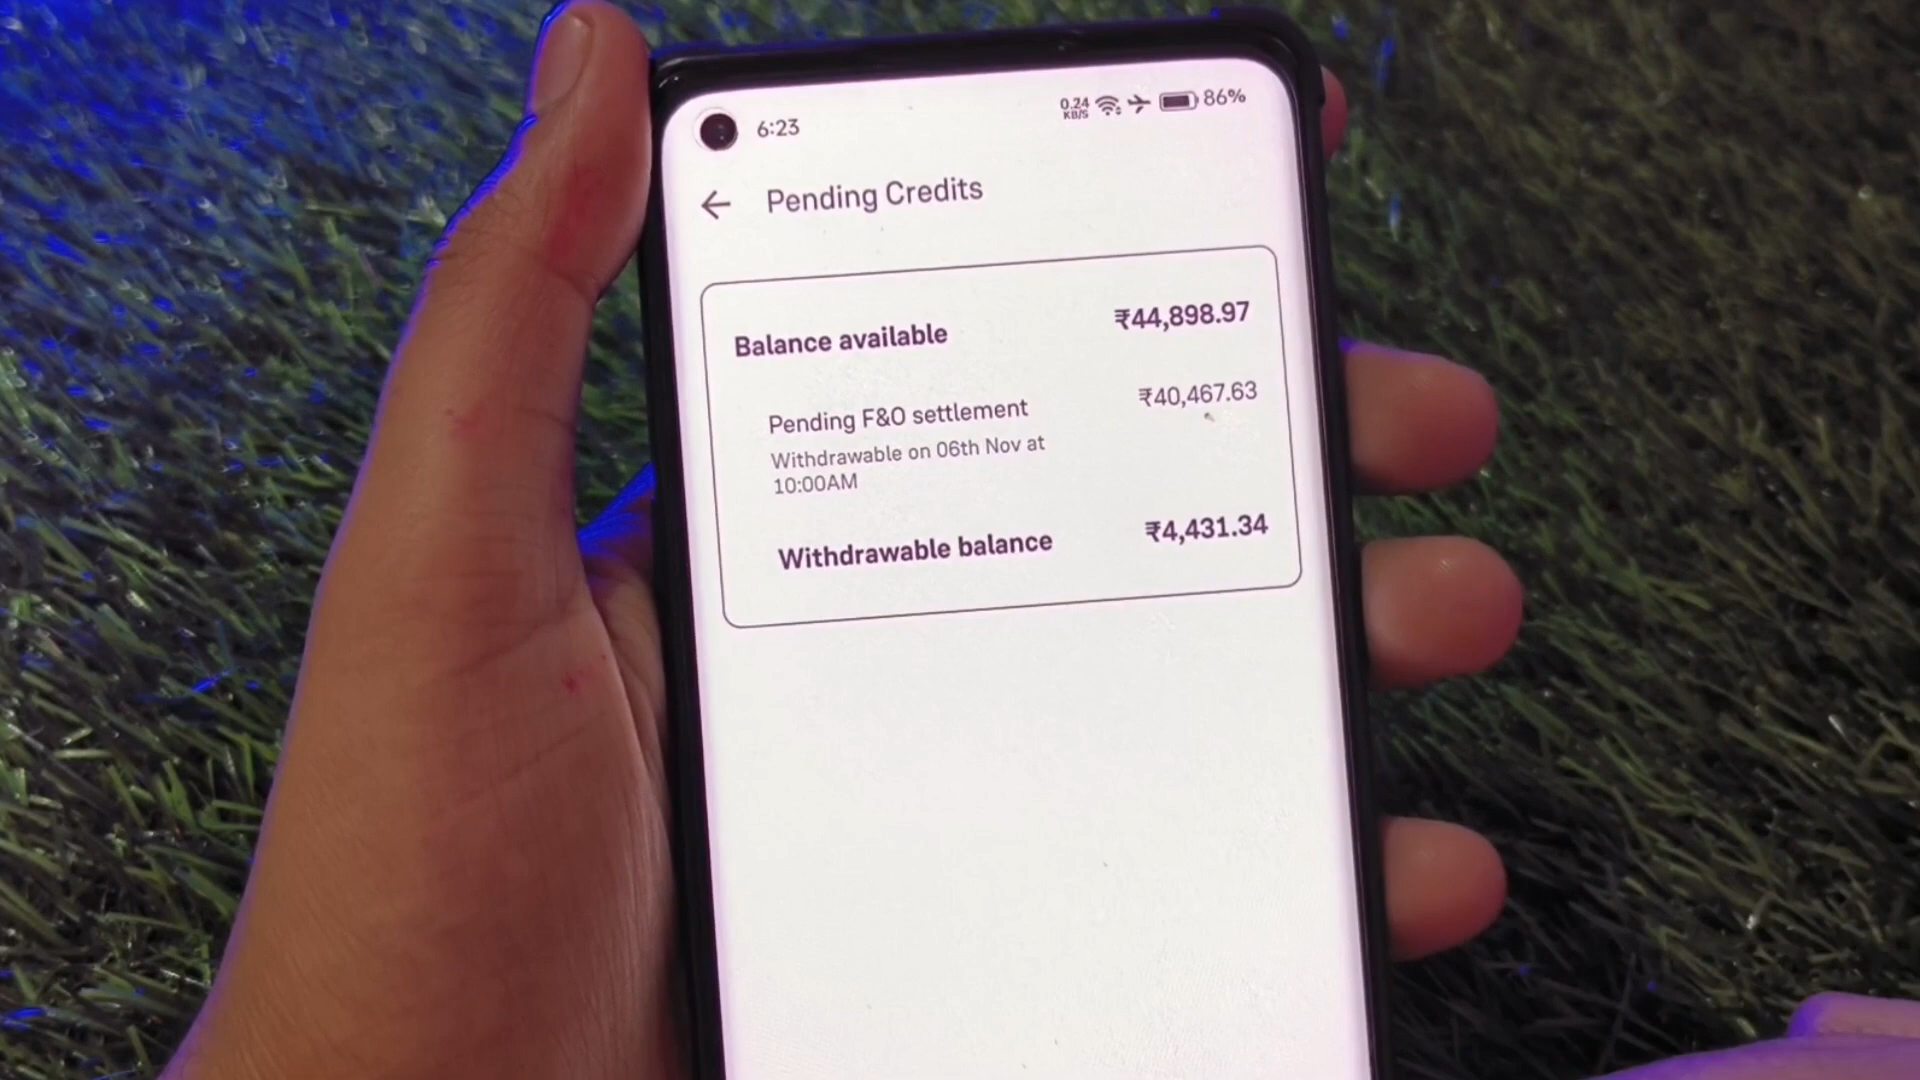 6:23
0.24 KB/S 86%
Pending Credits
Balance available ₹44,898.97
Pending F&O settlement ₹40,467.63
Withdrawable on 06th Nov at
10:00AM
Withdrawable balance ₹4,431.34